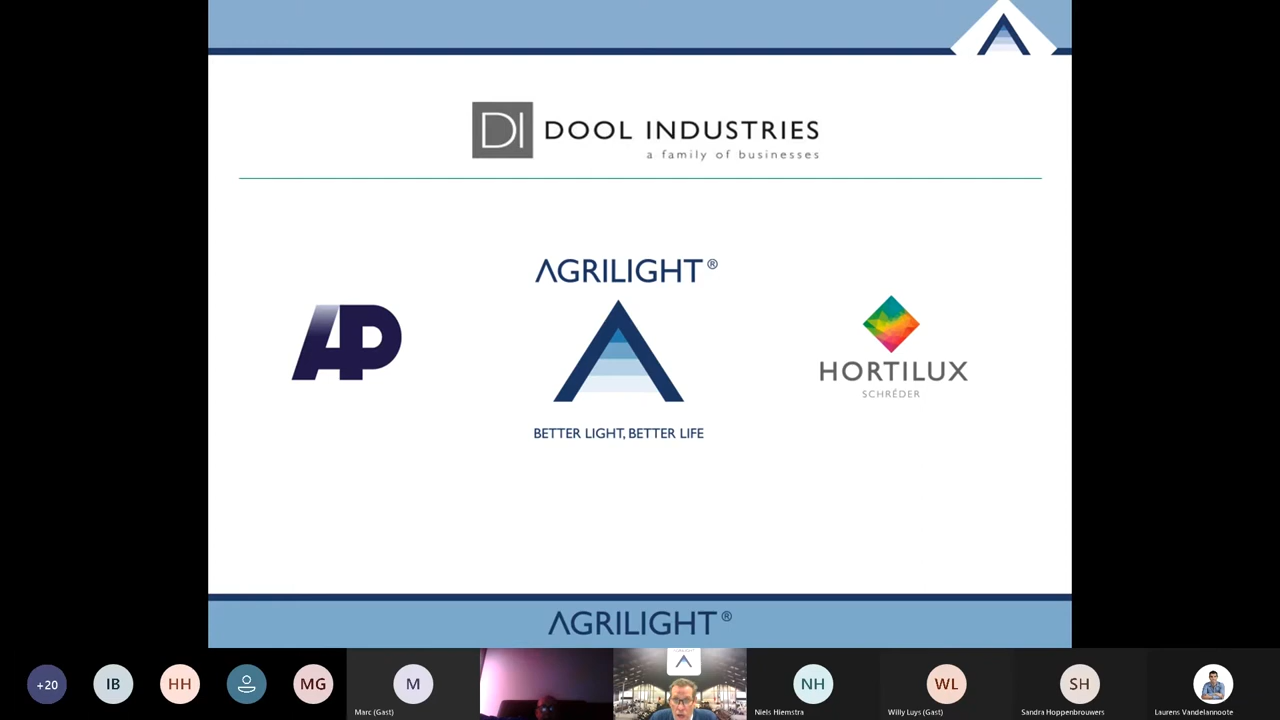 DI DOOL INDUSTRIES
a family of businesses
AGRILIGHT®
AP
HORTILUX
SCHRÉDER
BETTER LIGHT, BETTER LIFE
AGRILIGHT®
+20
IB
HH
MG
M
NH
WL
SH
Marc (Gast)
Niels Hiemstra
Willy Luys (Gast)
Sandra Hoppenbrouwers
Laurens Vandelannoote